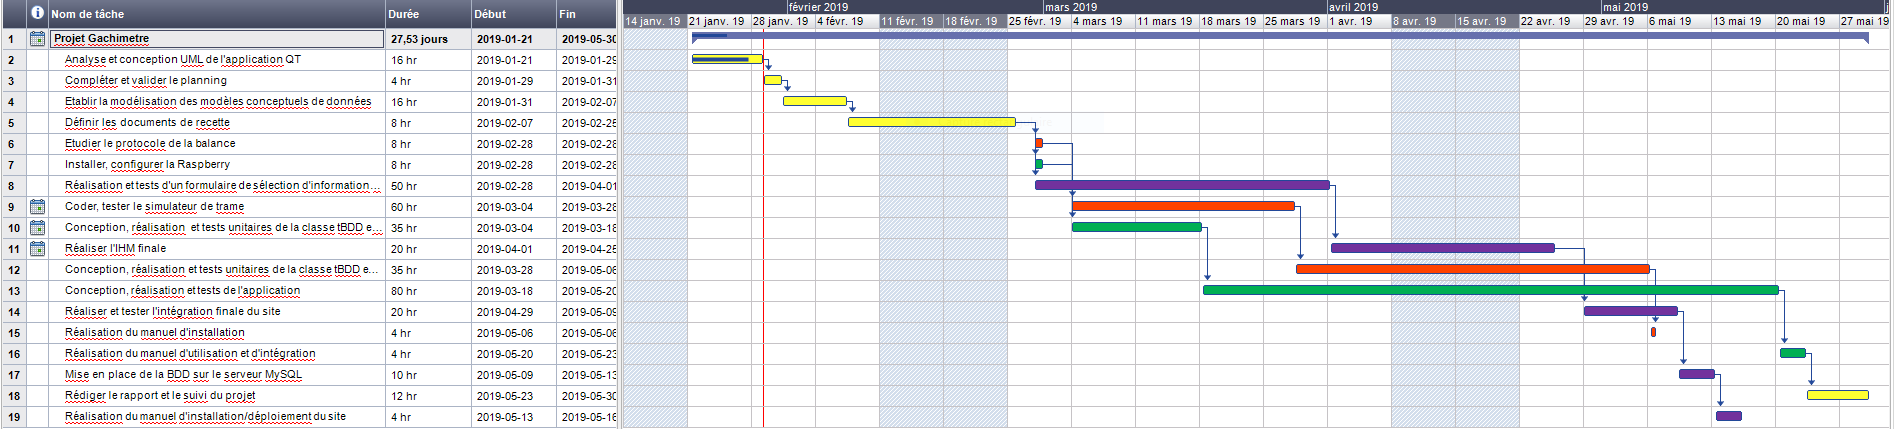 février 2019 mars 2019 avril 2019 mai 2019 j
Nom de tâche Durée Début Fin 14 janv. 19 21 janv. 19 28 janv. 19 4 févr. 19 11 févr. 19 18 févr. 19 25 févr. 19 4 mars 19 11 mars 19 18 mars 19 25 mars 19 1 avr. 19 8 avr. 19 15 avr. 19 22 avr. 19 29 avr. 19 6 mai 19 13 mai 19 20 mai 19 27 mai 19
1 Projet Gachimetre 27,53 jours 2019-01-21 2019-05-30
2 Analyse et conception UML de l'application QT 16 hr 2019-01-21 2019-01-29
3 Compléter et valider le planning 4 hr 2019-01-29 2019-01-31
4 Etablir la modélisation des modèles conceptuels de données 16 hr 2019-01-31 2019-02-07
5 Définir les documents de recette 8 hr 2019-02-07 2019-02-25
6 Etudier le protocole de la balance 8 hr 2019-02-28 2019-02-28
7 Installer, configurer la Raspberry 8 hr 2019-02-28 2019-02-28
8 Réalisation et tests d'un formulaire de sélection d'information... 50 hr 2019-02-28 2019-04-01
9 Coder, tester le simulateur de trame 60 hr 2019-03-04 2019-03-28
10 Conception, réalisation et tests unitaires de la classe tBDD e... 35 hr 2019-03-04 2019-03-18
11 Réaliser l'IHM finale 20 hr 2019-04-01 2019-04-25
12 Conception, réalisation et tests unitaires de la classe tBDD e... 35 hr 2019-03-28 2019-05-06
13 Conception, réalisation et tests de l'application 80 hr 2019-03-18 2019-05-20
14 Réaliser et tester l'intégration finale du site 20 hr 2019-04-29 2019-05-09
15 Réalisation du manuel d'installation 4 hr 2019-05-06 2019-05-06
16 Réalisation du manuel d'utilisation et d'intégration 4 hr 2019-05-20 2019-05-23
17 Mise en place de la BDD sur le serveur MySQL 10 hr 2019-05-09 2019-05-13
18 Rédiger le rapport et le suivi du projet 12 hr 2019-05-23 2019-05-30
19 Réalisation du manuel d'installation/déploiement du site 4 hr 2019-05-13 2019-05-16